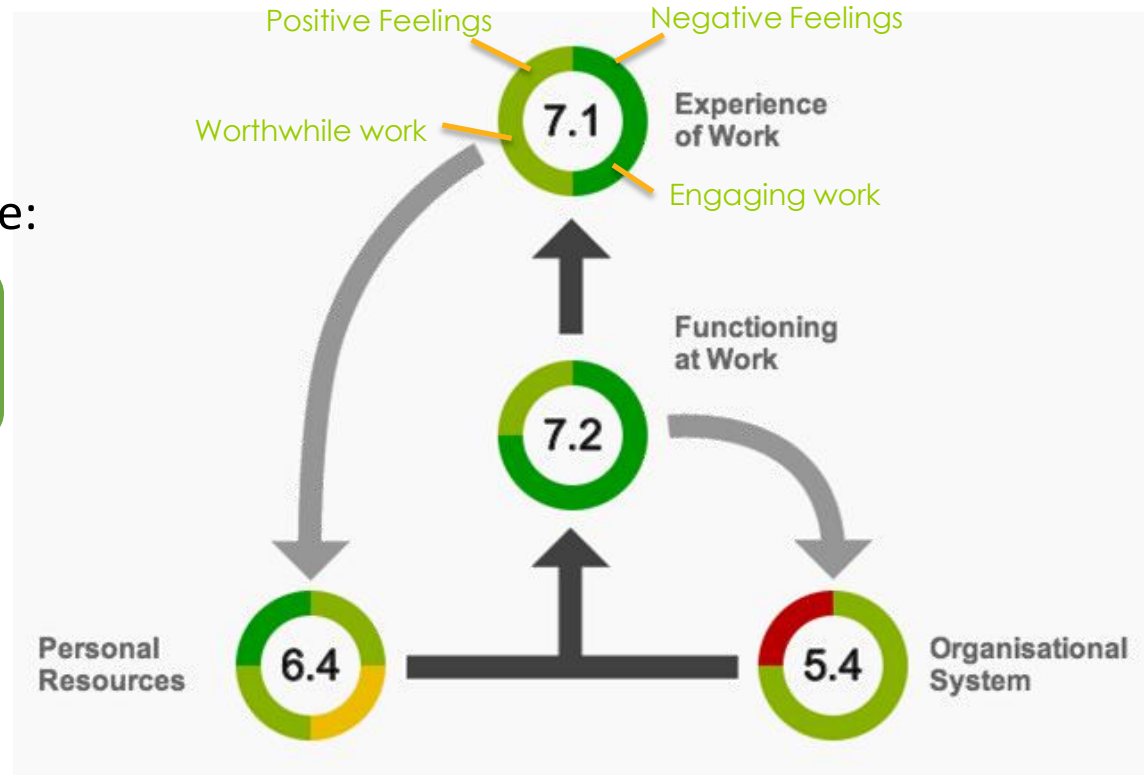 Positive Feelings
Negative Feelings
7.1
Experience
of Work
Worthwhile work
Engaging work
e:
Functioning
at Work
7.2
Personal
Resources
6.4
5.4
Organisational
System